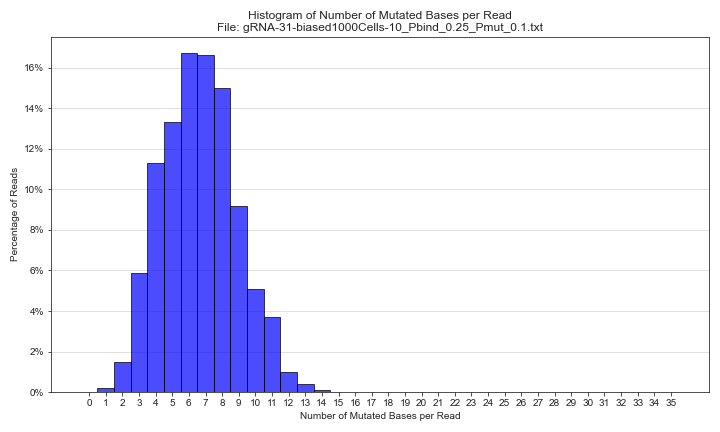 Histogram of Number of Mutated Bases per Read
File: gRNA-31-biased1000Cells-10_Pbind_0.25_Pmut_0.1.txt
Percentage of Reads
16%
14%
12%
10%
8%
6%
4%
2%
0%
0 1 2 3 4 5 6 7 8 9 10 11 12 13 14 15 16 17 18 19 20 21 22 23 24 25 26 27 28 29 30 31 32 33 34 35
Number of Mutated Bases per Read